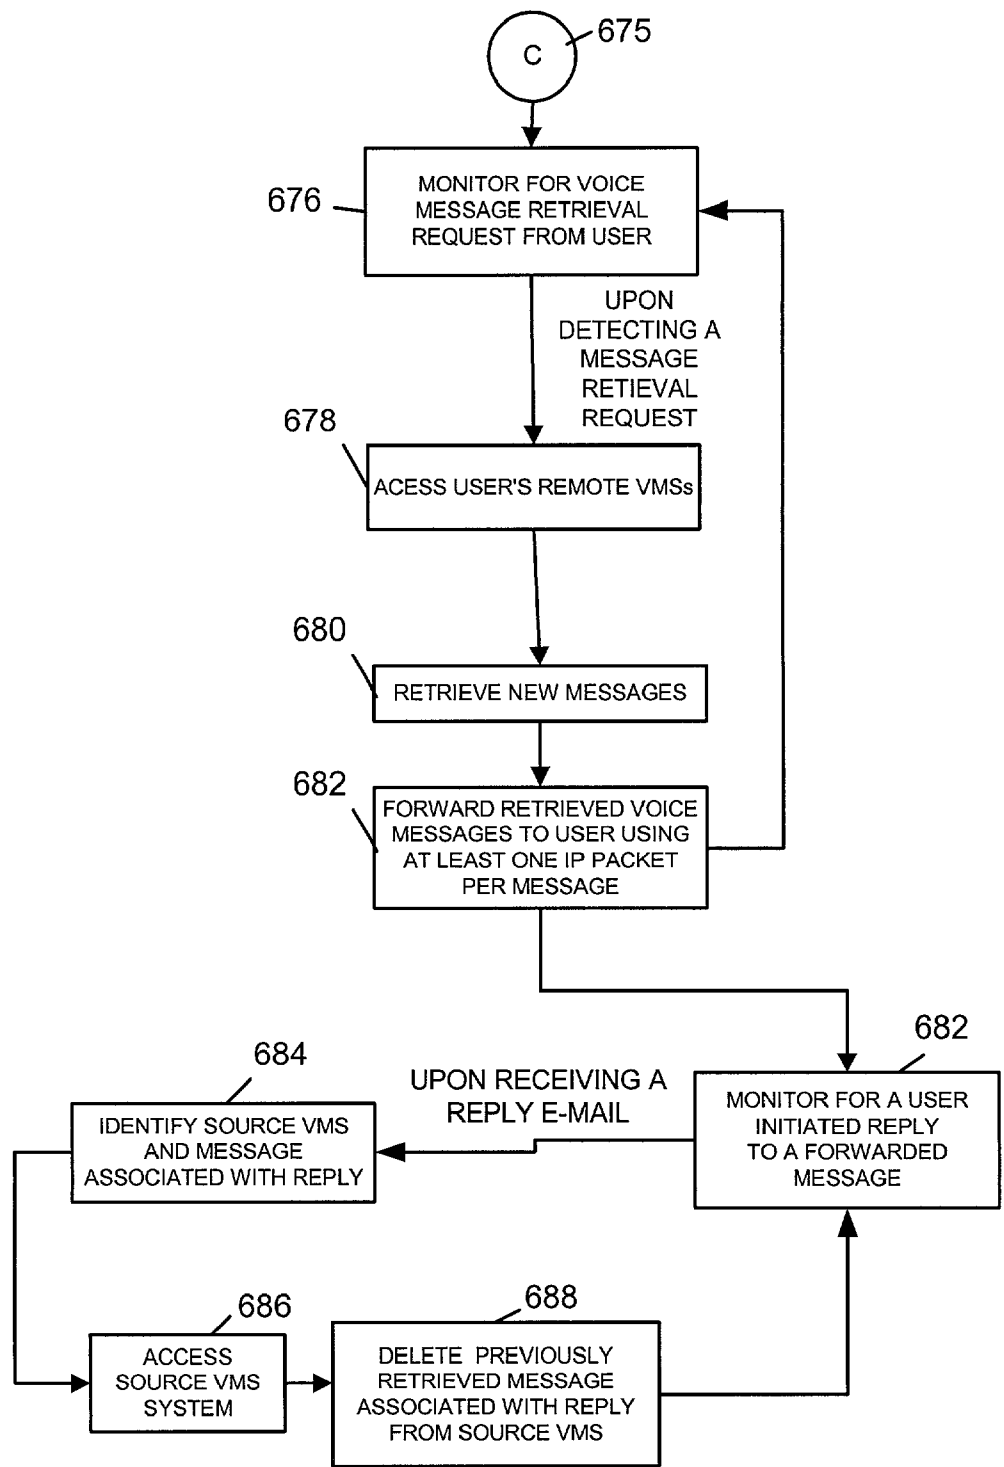 675
C
676
MONITOR FOR VOICE
MESSAGE RETRIEVAL
REQUEST FROM USER
UPON
DETECTING A
MESSAGE
RETIEVAL
REQUEST
678
ACESS USER'S REMOTE VMSs
680
RETRIEVE NEW MESSAGES
682
FORWARD RETRIEVED VOICE
MESSAGES TO USER USING
AT LEAST ONE IP PACKET
PER MESSAGE
682
MONITOR FOR A USER
INITIATED REPLY
TO A FORWARDED
MESSAGE
UPON RECEIVING A
REPLY E-MAIL
684
IDENTIFY SOURCE VMS
AND MESSAGE
ASSOCIATED WITH REPLY
686
ACCESS
SOURCE VMS
SYSTEM
688
DELETE PREVIOUSLY
RETRIEVED MESSAGE
ASSOCIATED WITH REPLY
FROM SOURCE VMS